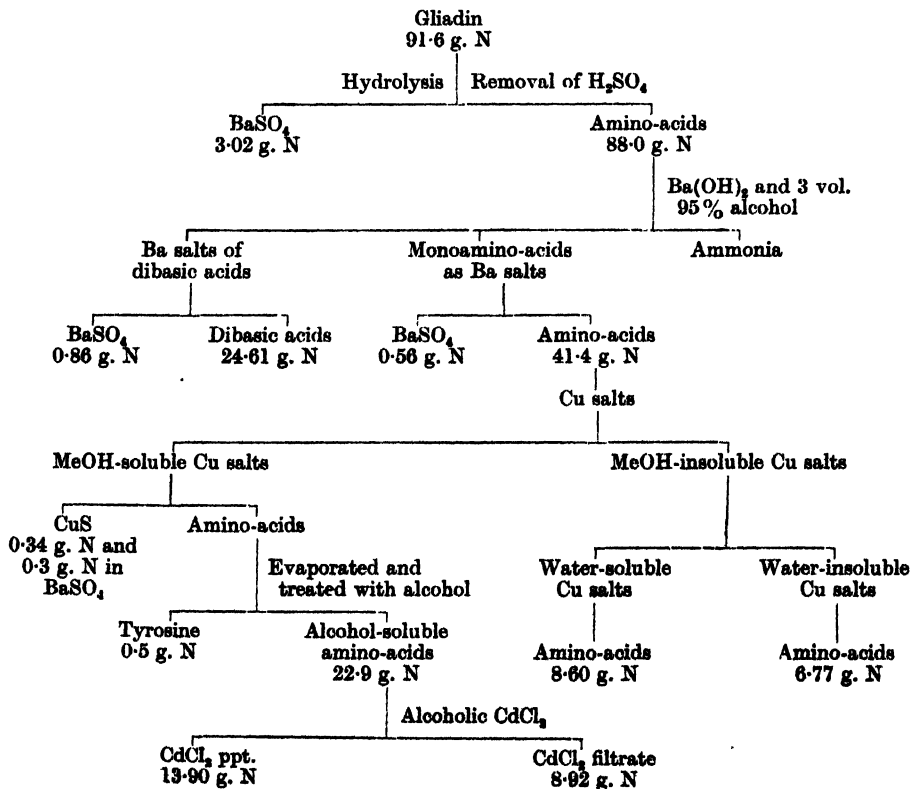 Gliadin
91·6 g. N
Hydrolysis Removal of H₂SO₄
BaSO₄
3·02 g. N
Amino-acids
88·0 g. N
Ba(OH)₂ and 3 vol.
95% alcohol
Ba salts of
dibasic acids
Monoamino-acids
as Ba salts
Ammonia
BaSO₄
0·86 g. N
Dibasic acids
24·61 g. N
BaSO₄
0·56 g. N
Amino-acids
41·4 g. N
Cu salts
MeOH-soluble Cu salts
MeOH-insoluble Cu salts
CuS
0·34 g. N and
0·3 g. N in
BaSO₄
Amino-acids
Evaporated and
treated with alcohol
Water-soluble
Cu salts
Water-insoluble
Cu salts
Tyrosine
0·5 g. N
Alcohol-soluble
amino-acids
22·9 g. N
Amino-acids
8·60 g. N
Amino-acids
6·77 g. N
Alcoholic CdCl₂
CdCl₂ ppt.
13·90 g. N
CdCl₂ filtrate
8·92 g. N